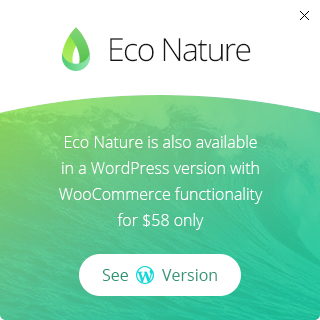 Eco Nature
Eco Nature is also available
in a WordPress version with
WooCommerce functionality
for $58 only
See Version